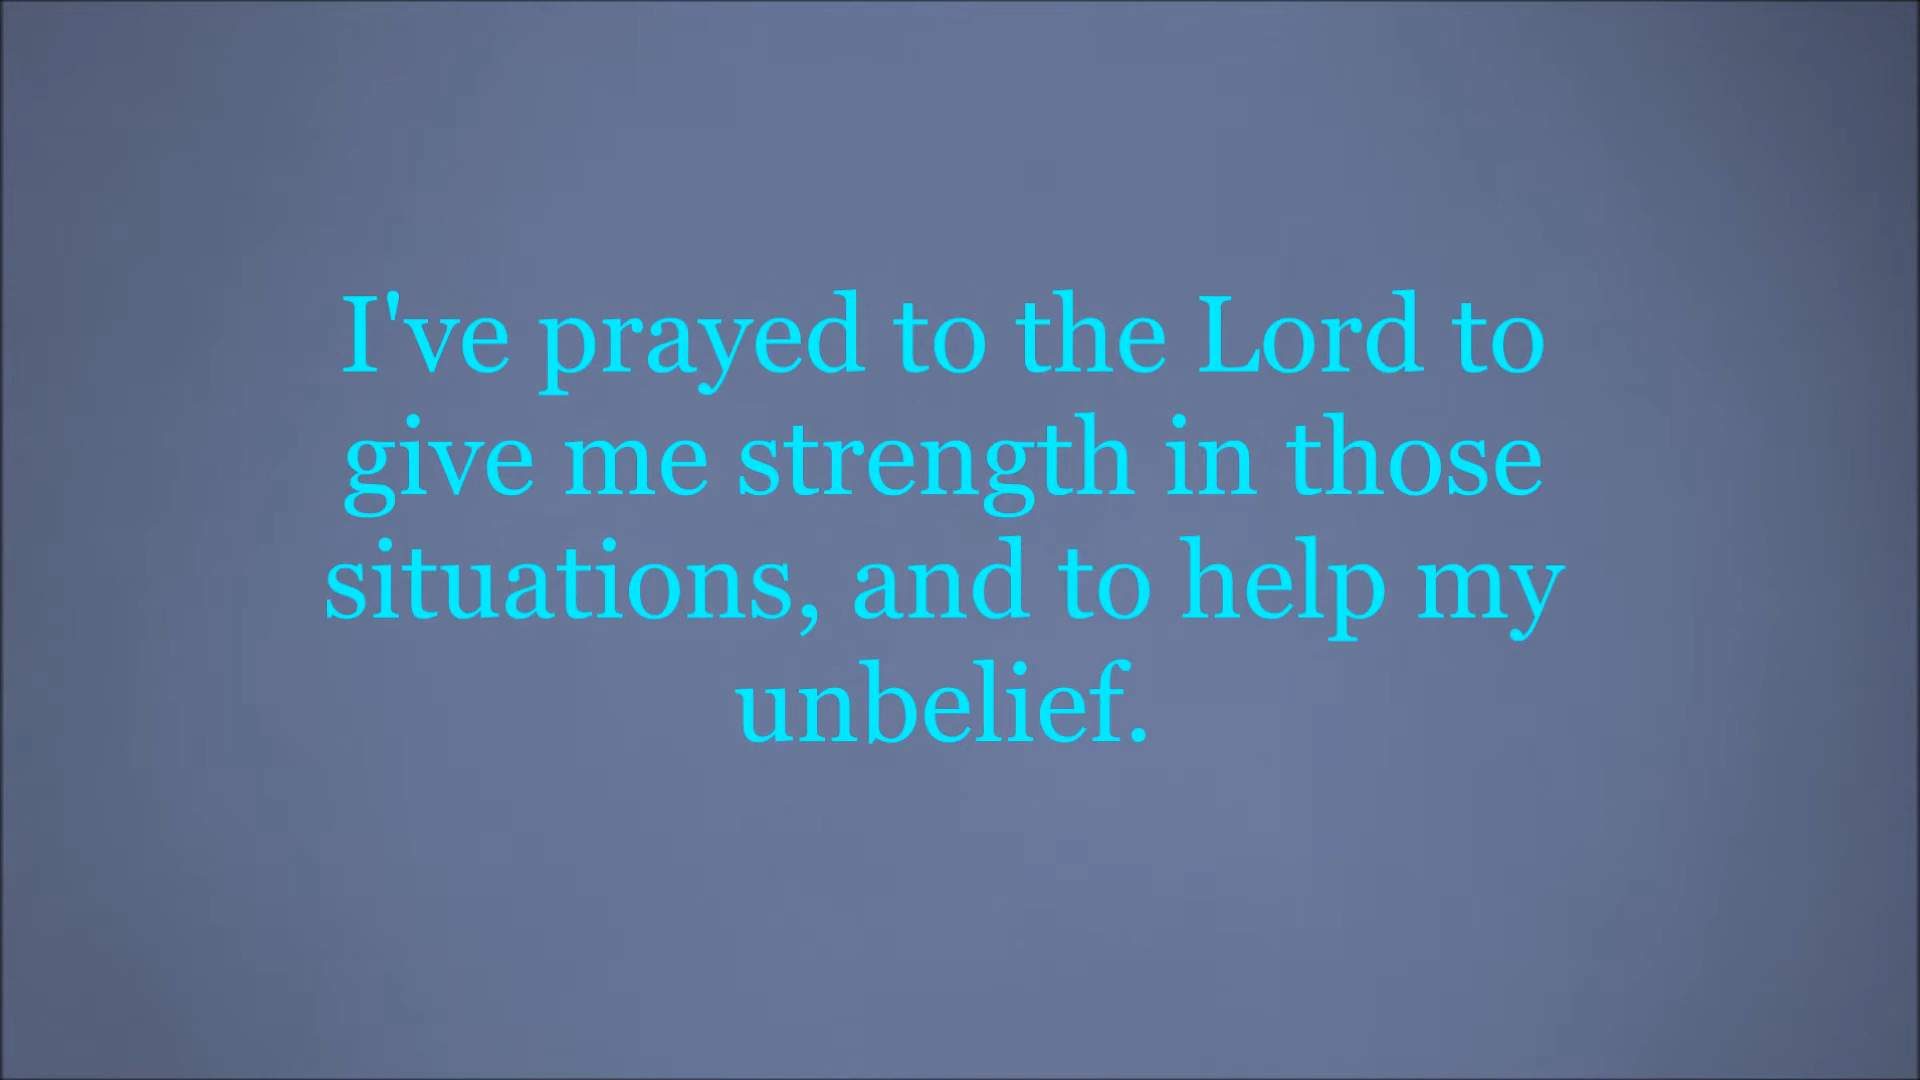 I've prayed to the Lord to
give me strength in those
situations, and to help my
unbelief.